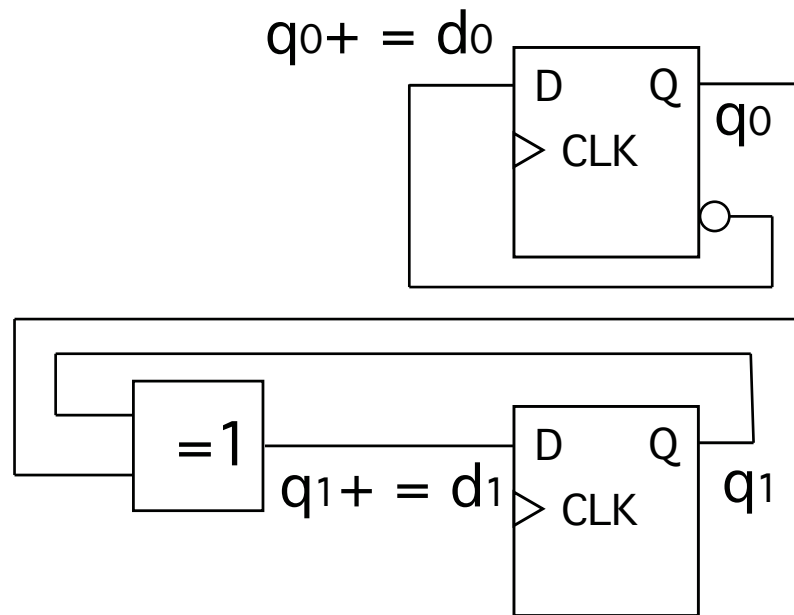 q0+ = d0
D Q
q0
CLK
=1
D Q
q1+ = d1
q1
CLK